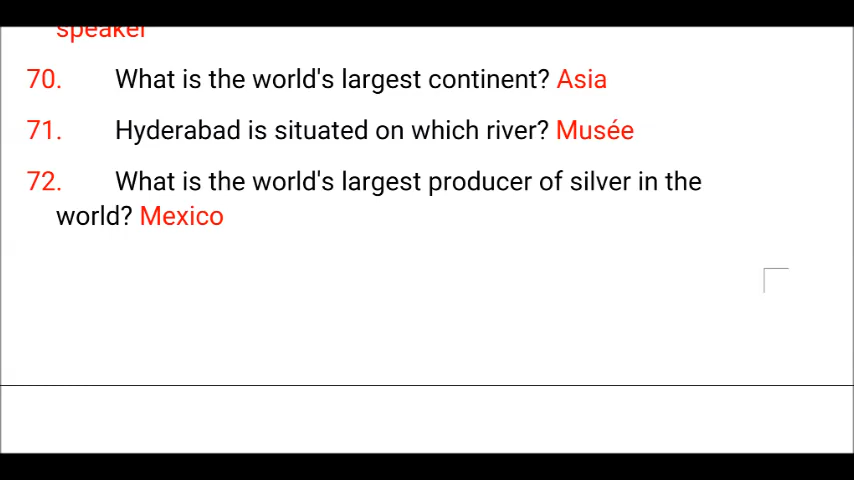 speaker
70. What is the world's largest continent? Asia
71. Hyderabad is situated on which river? Musée
72. What is the world's largest producer of silver in the
world? Mexico